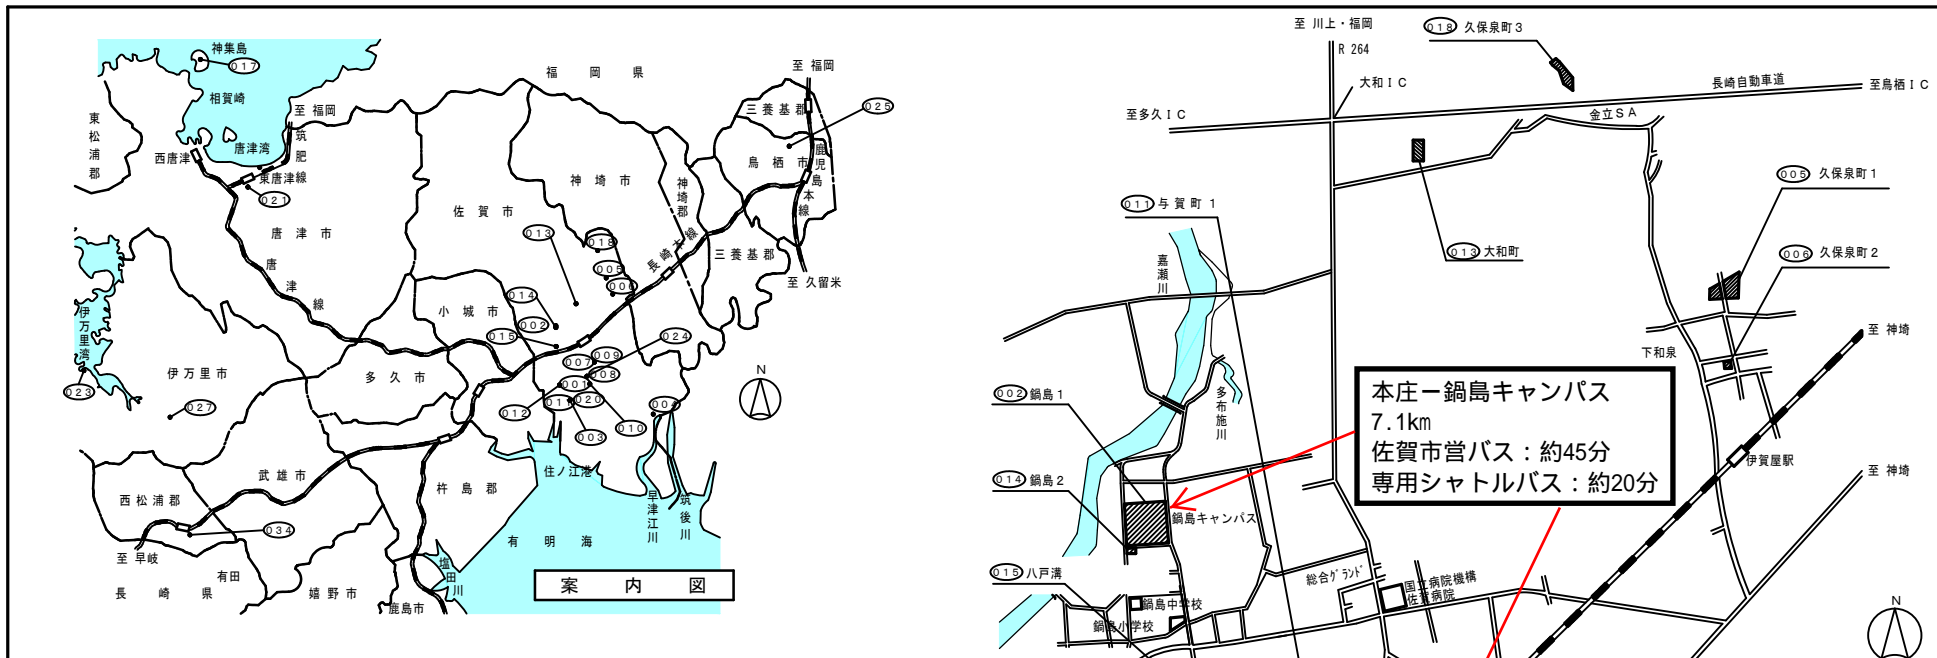 神集島
017
相賀崎
至 福岡
東松浦郡
西唐津
唐津湾
筑肥線
東唐津
021
唐津市
唐津線
福岡県
至 福岡
三養基郡
025
鳥栖市
鹿児島本線
神埼市
神埼郡
佐賀市
013
018
005
006
長崎本線
三養基郡
至 久留米
014
小城市
002
015
024
009
007
008
001
020
012
004
010
003
伊万里湾
023
伊万里市
027
多久市
武雄市
西松浦郡
034
至 早岐
有田
長崎県
嬉野市
鹿島市
塩田川
杵島郡
住ノ江港
有明海
早津江川
筑後川
N
案内図
至 川上・福岡
R 264
018 久保泉町3
大和IC
長崎自動車道
至鳥栖IC
至多久IC
金立SA
005 久保泉町1
011 与賀町 1
013 大和町
006 久保泉町2
嘉瀬川
多布施川
至 神埼
下和泉
002 鍋島1
本庄ー鍋島キャンパス
7.1km
佐賀市営バス：約45分
専用シャトルバス：約20分
伊賀屋駅
至 神埼
014 鍋島2
鍋島キャンパス
015 八戸溝
総合グランド
国立病院機構
佐賀病院
鍋島中学校
鍋島小学校
N